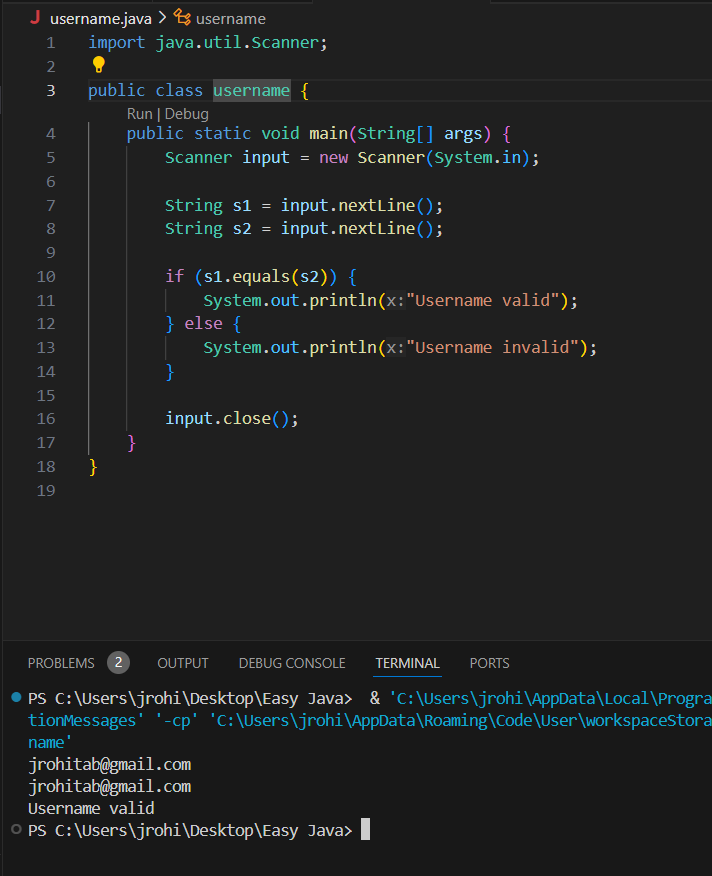 username.java > username
1 import java.util.Scanner;
2
3 public class username {
Run | Debug
4 public static void main(String[] args) {
5 Scanner input = new Scanner(System.in);
6
7 String s1 = input.nextLine();
8 String s2 = input.nextLine();
9
10 if (s1.equals(s2)) {
11 System.out.println(x:"Username valid");
12 } else {
13 System.out.println(x:"Username invalid");
14 }
15
16 input.close();
17 }
18 }
19
PROBLEMS 2 OUTPUT DEBUG CONSOLE TERMINAL PORTS
PS C:\Users\jrohi\Desktop\Easy Java> & 'C:\Users\jrohi\AppData\Local\Progra
tionMessages' '-cp' 'C:\Users\jrohi\AppData\Roaming\Code\User\workspaceStora
name'
jrohitab@gmail.com
jrohitab@gmail.com
Username valid
PS C:\Users\jrohi\Desktop\Easy Java>